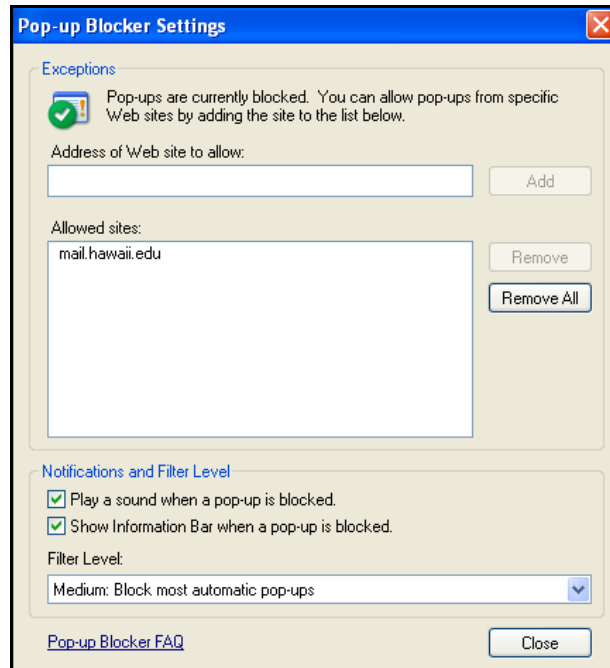 Pop-up Blocker Settings
Exceptions
Pop-ups are currently blocked. You can allow pop-ups from specific
Web sites by adding the site to the list below.
Address of Web site to allow:
Add
Allowed sites:
mail.hawaii.edu
Remove
Remove All
Notifications and Filter Level
Play a sound when a pop-up is blocked.
Show Information Bar when a pop-up is blocked.
Filter Level:
Medium: Block most automatic pop-ups
Pop-up Blocker FAQ
Close